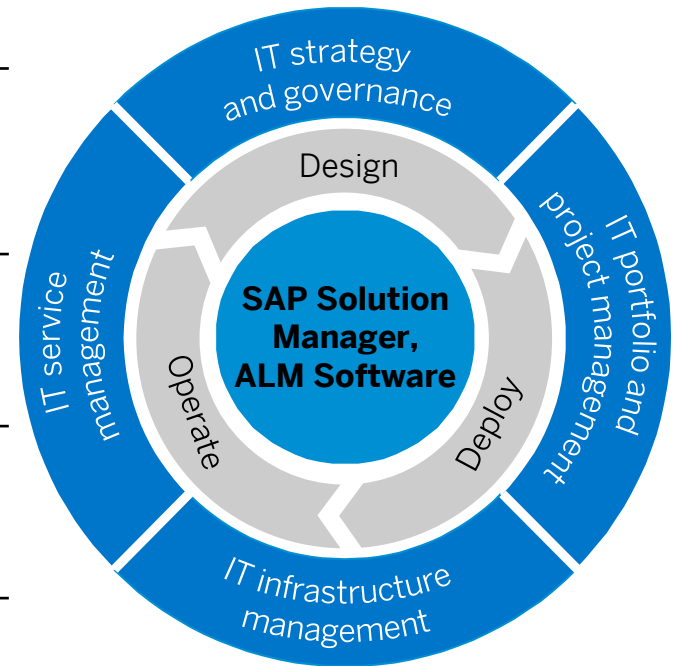 IT strategy
and governance
Design
IT portfolio and
project management
SAP Solution
Manager,
ALM Software
IT service
management
Operate
Deploy
IT infrastructure
management